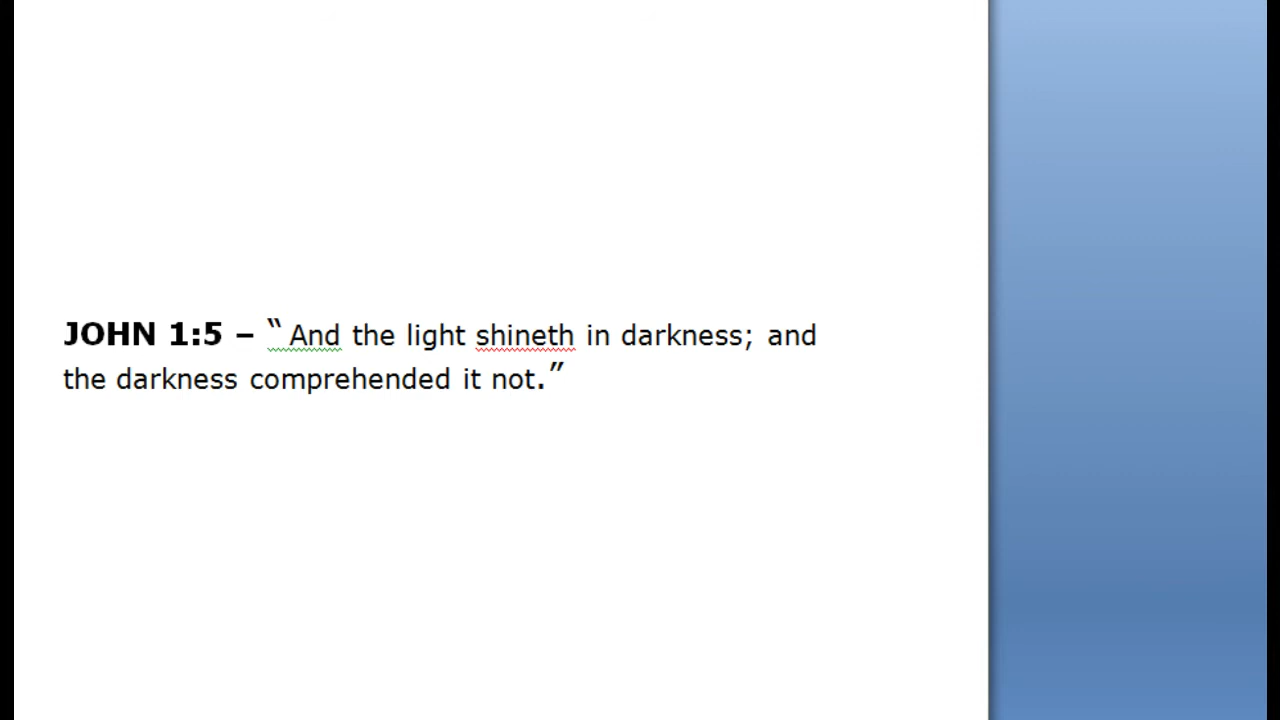 JOHN 1:5 – “ And the light shineth in darkness; and
the darkness comprehended it not.”